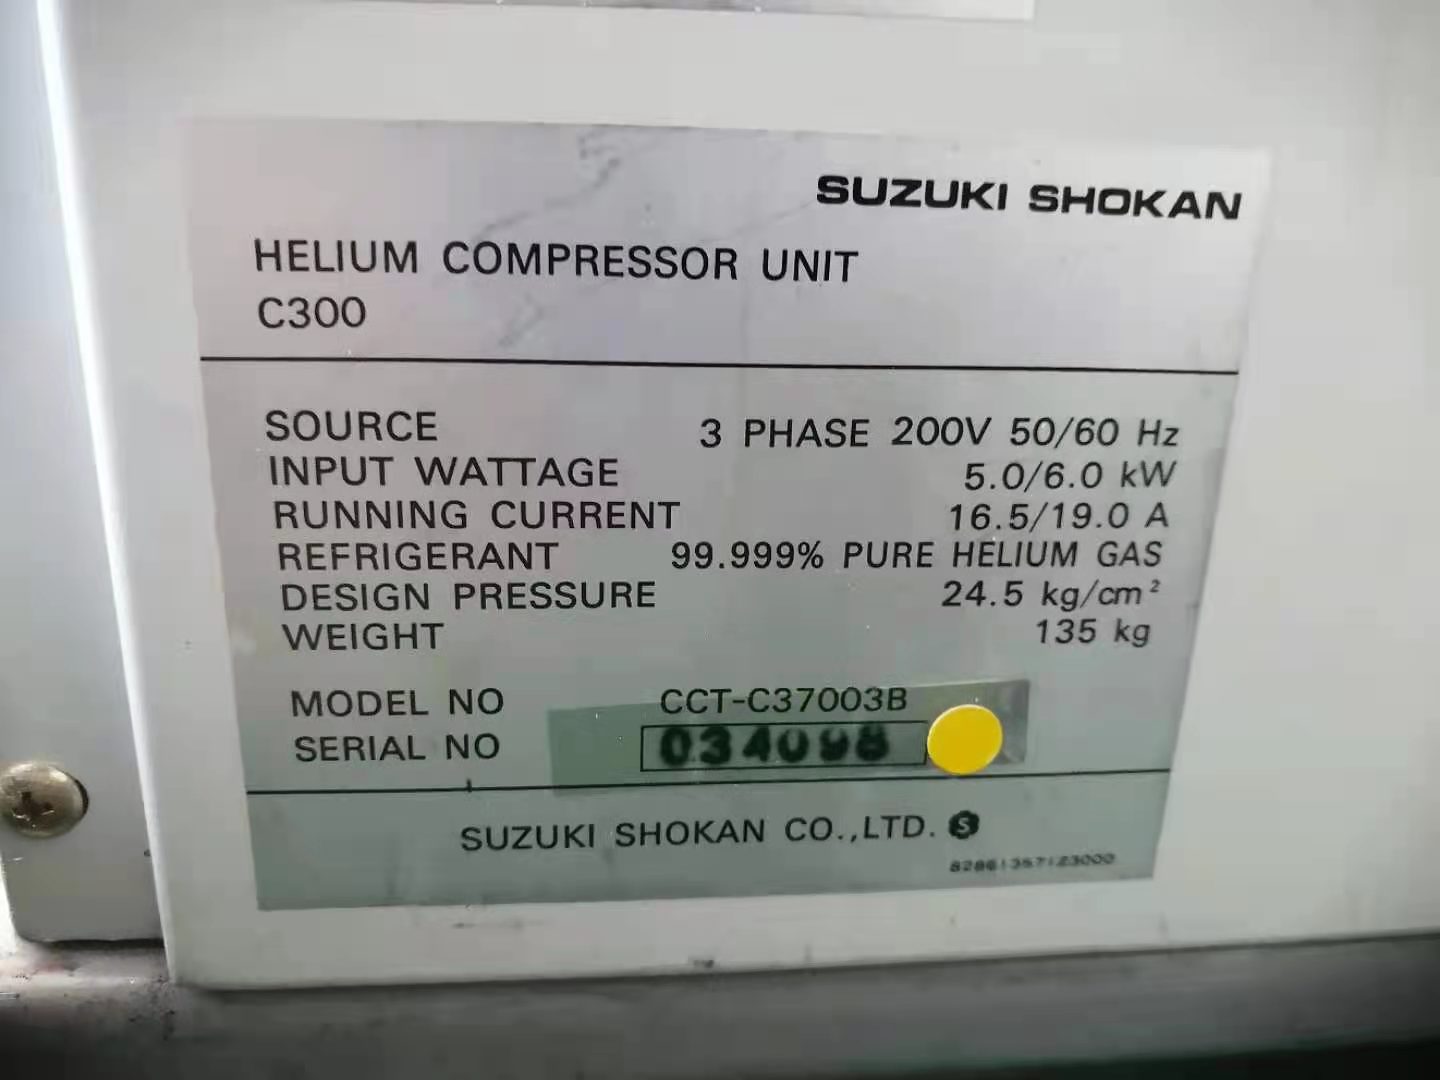 SUZUKI SHOKAN
HELIUM COMPRESSOR UNIT
C300
SOURCE 3 PHASE 200V 50/60 Hz
INPUT WATTAGE 5.0/6.0 kW
RUNNING CURRENT 16.5/19.0 A
REFRIGERANT 99.999% PURE HELIUM GAS
DESIGN PRESSURE 24.5 kg/cm²
WEIGHT 135 kg
MODEL NO CCT-C37003B
SERIAL NO 034098
SUZUKI SHOKAN CO.,LTD. S